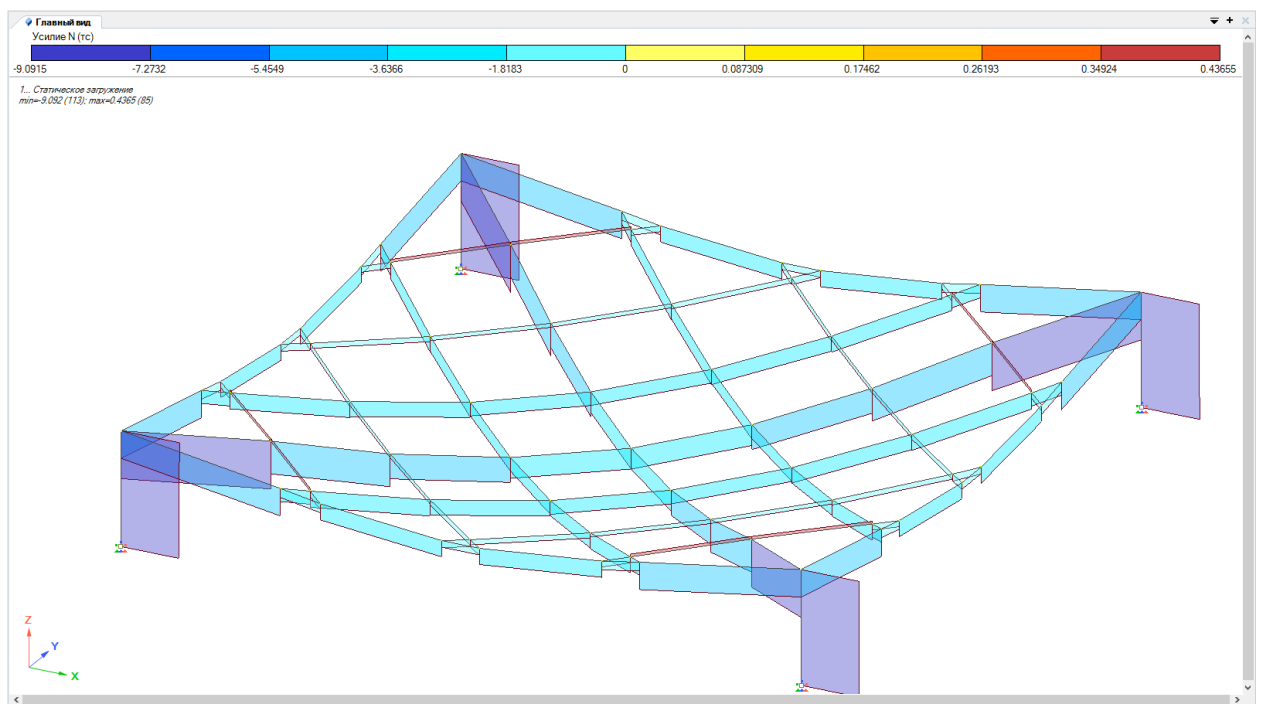 Главный вид
Усилие N (тс)
-9.0915 -7.2732 -5.4549 -3.6366 -1.8183 0 0.087309 0.17462 0.26193 0.34924 0.43655
1... Статическое загружение
min=-9.092 (113); max=0.4365 (85)
Z
Y
X